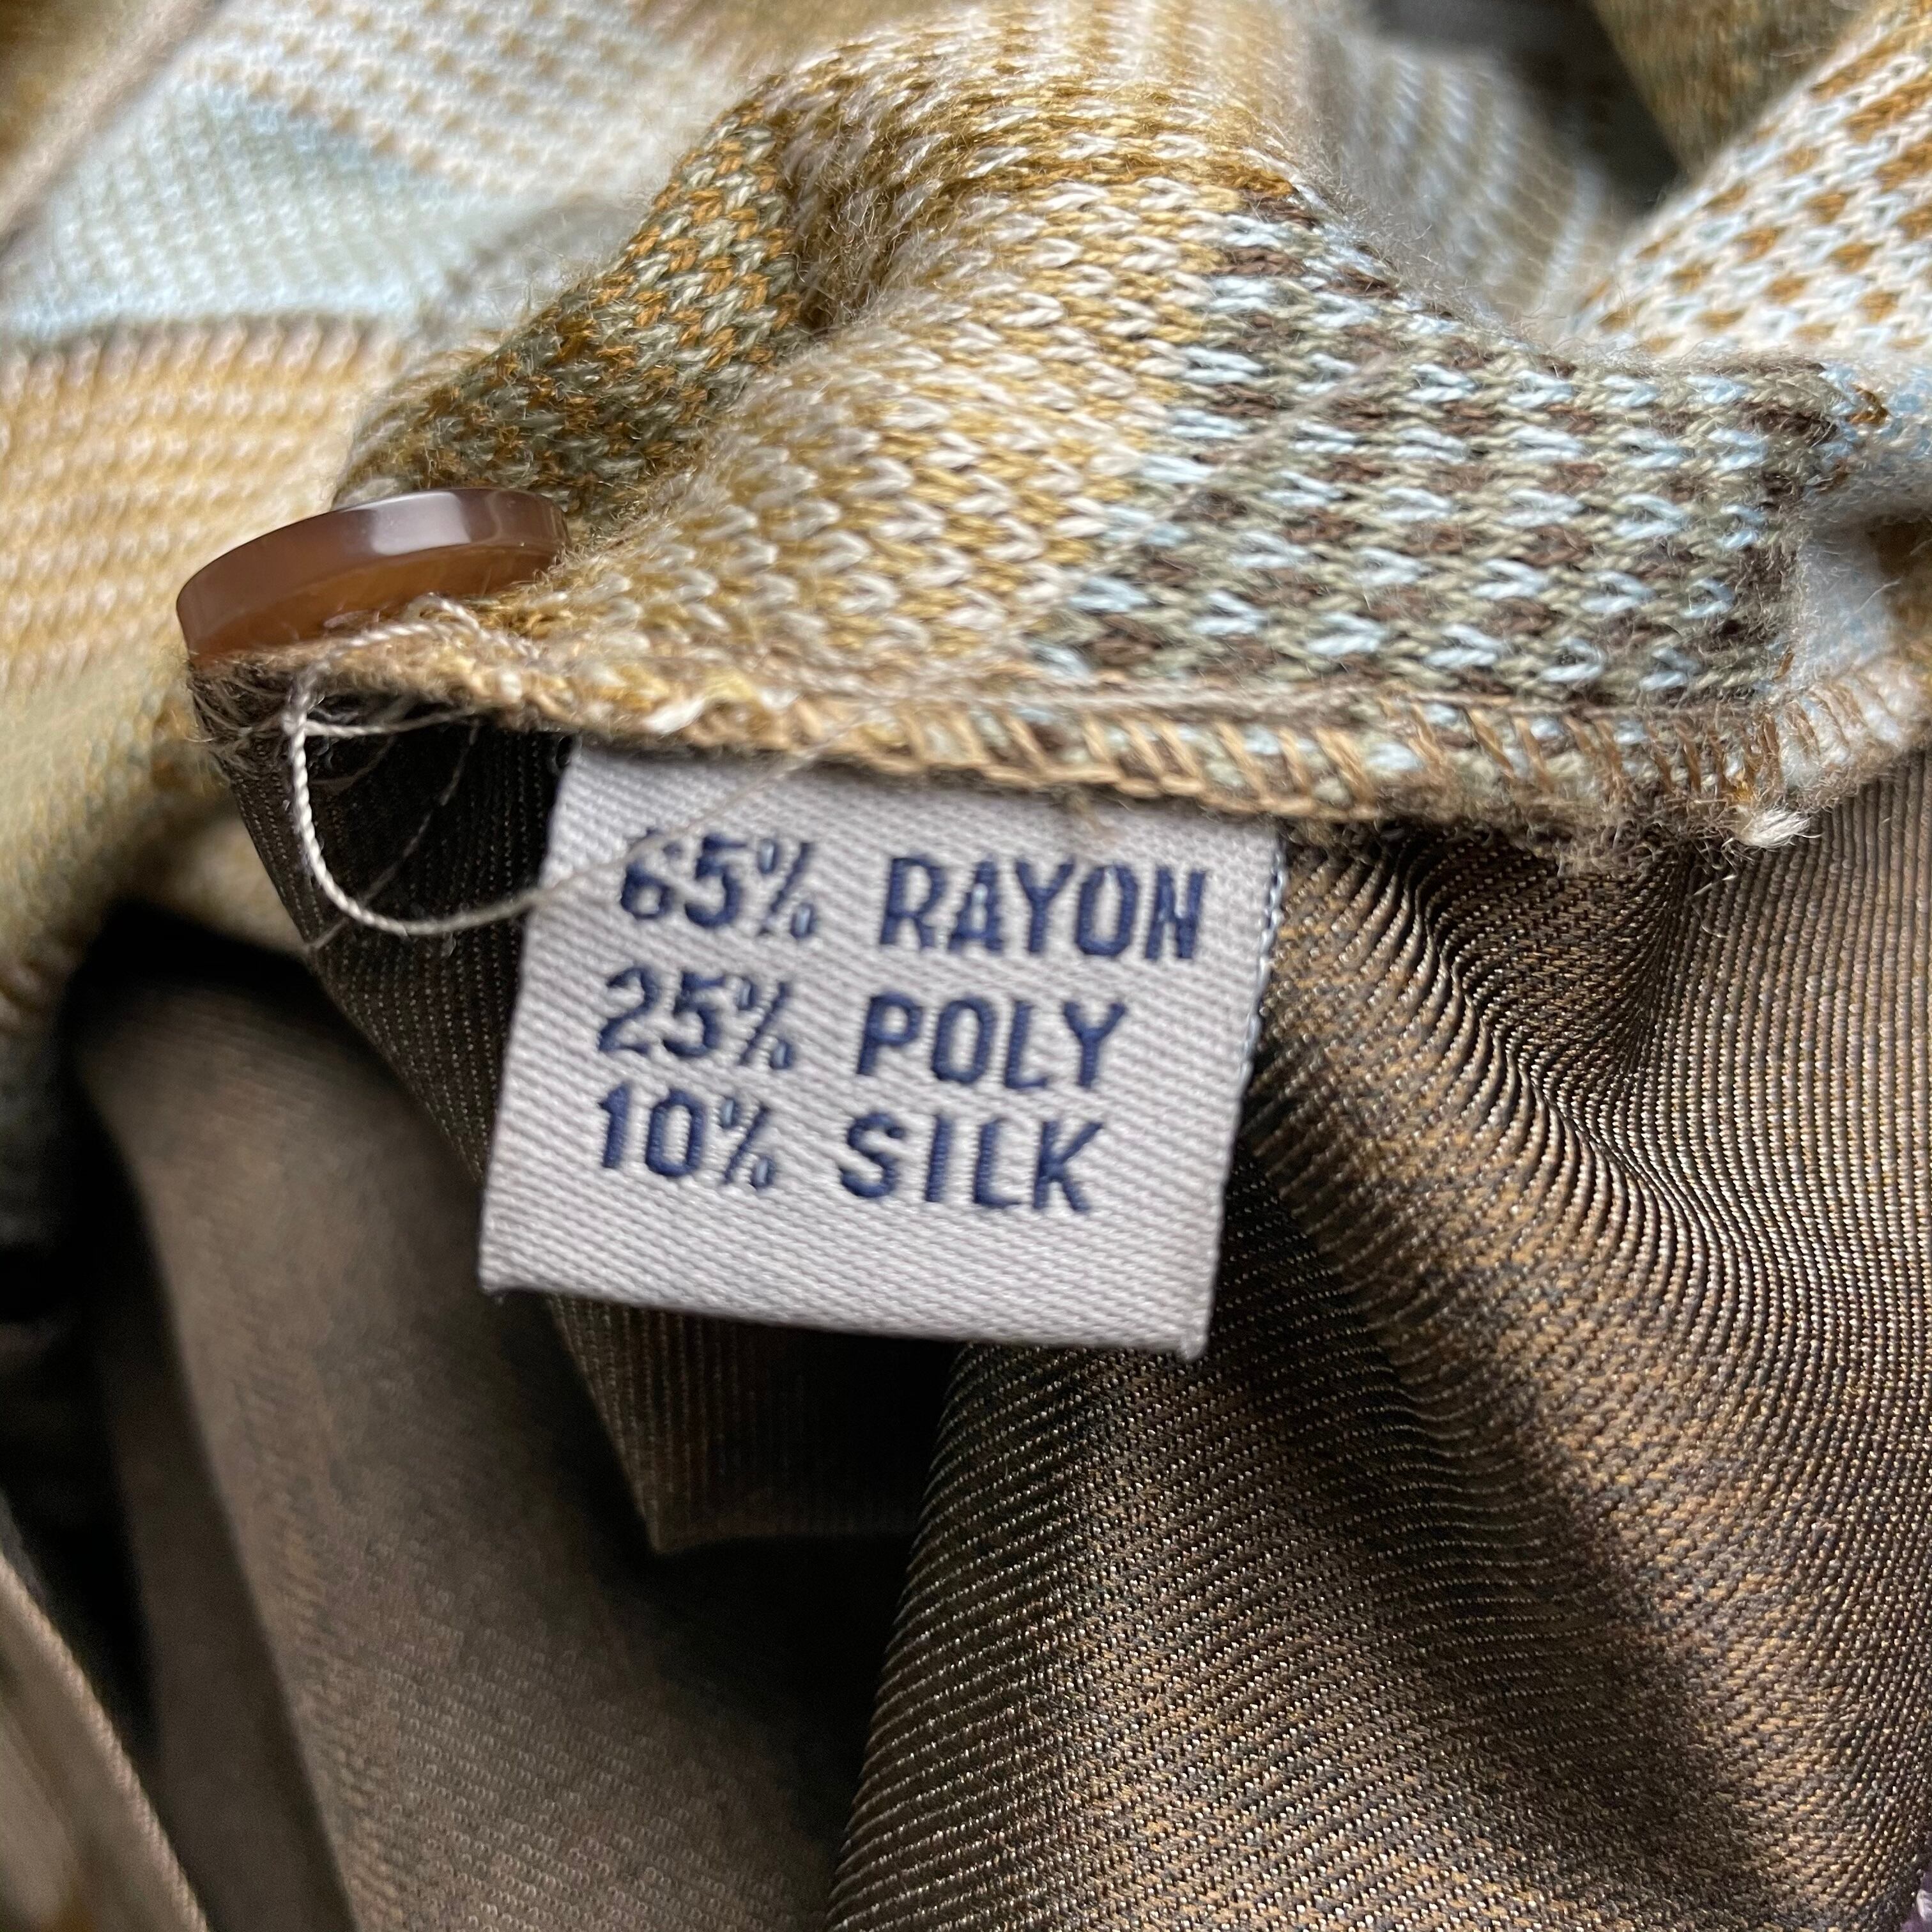 65% RAYON
25% POLY
10% SILK